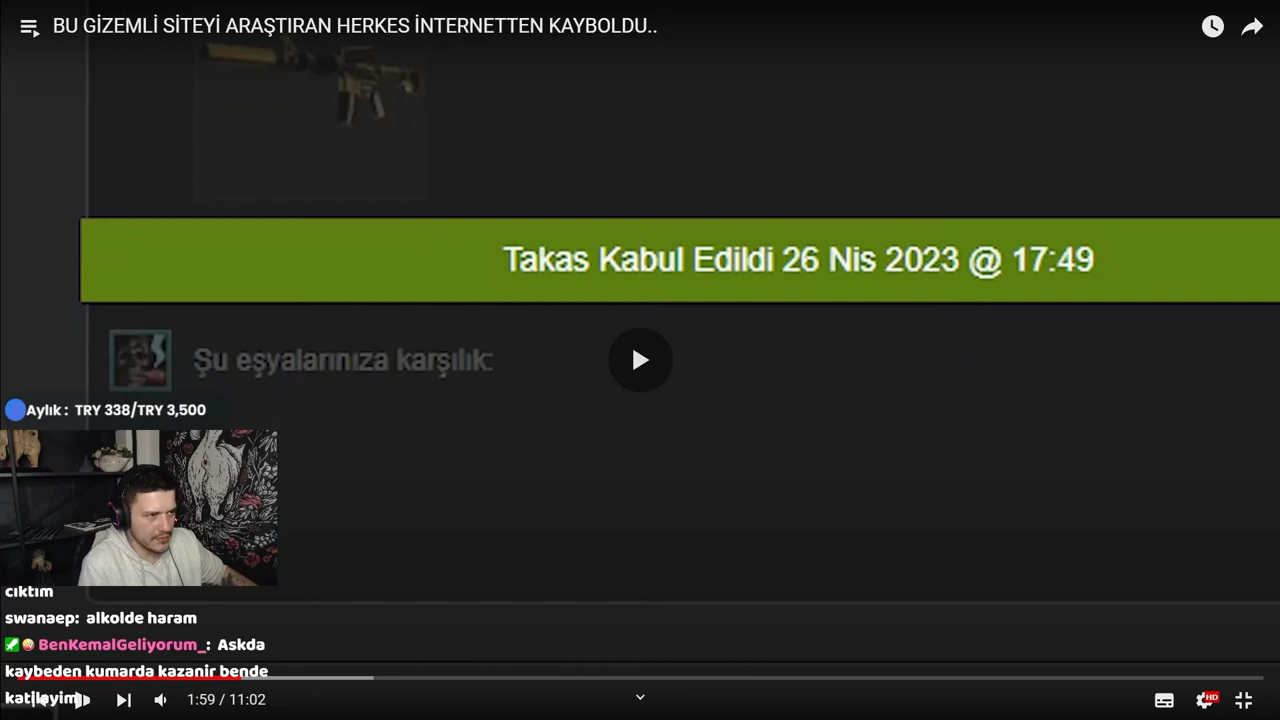 BU GİZEMLİ SİTEYİ ARAŞTIRAN HERKES İNTERNETTEN KAYBOLDU..
Takas Kabul Edildi 26 Nis 2023 @ 17:49
Şu eşyalarınıza karşılık:
Aylık : TRY 338/TRY 3,500
cıktım
swanaep: alkolde haram
BenKemalGeliyorum_: Askda
kaybeden kumarda kazanir bende
1:59 / 11:02
HD